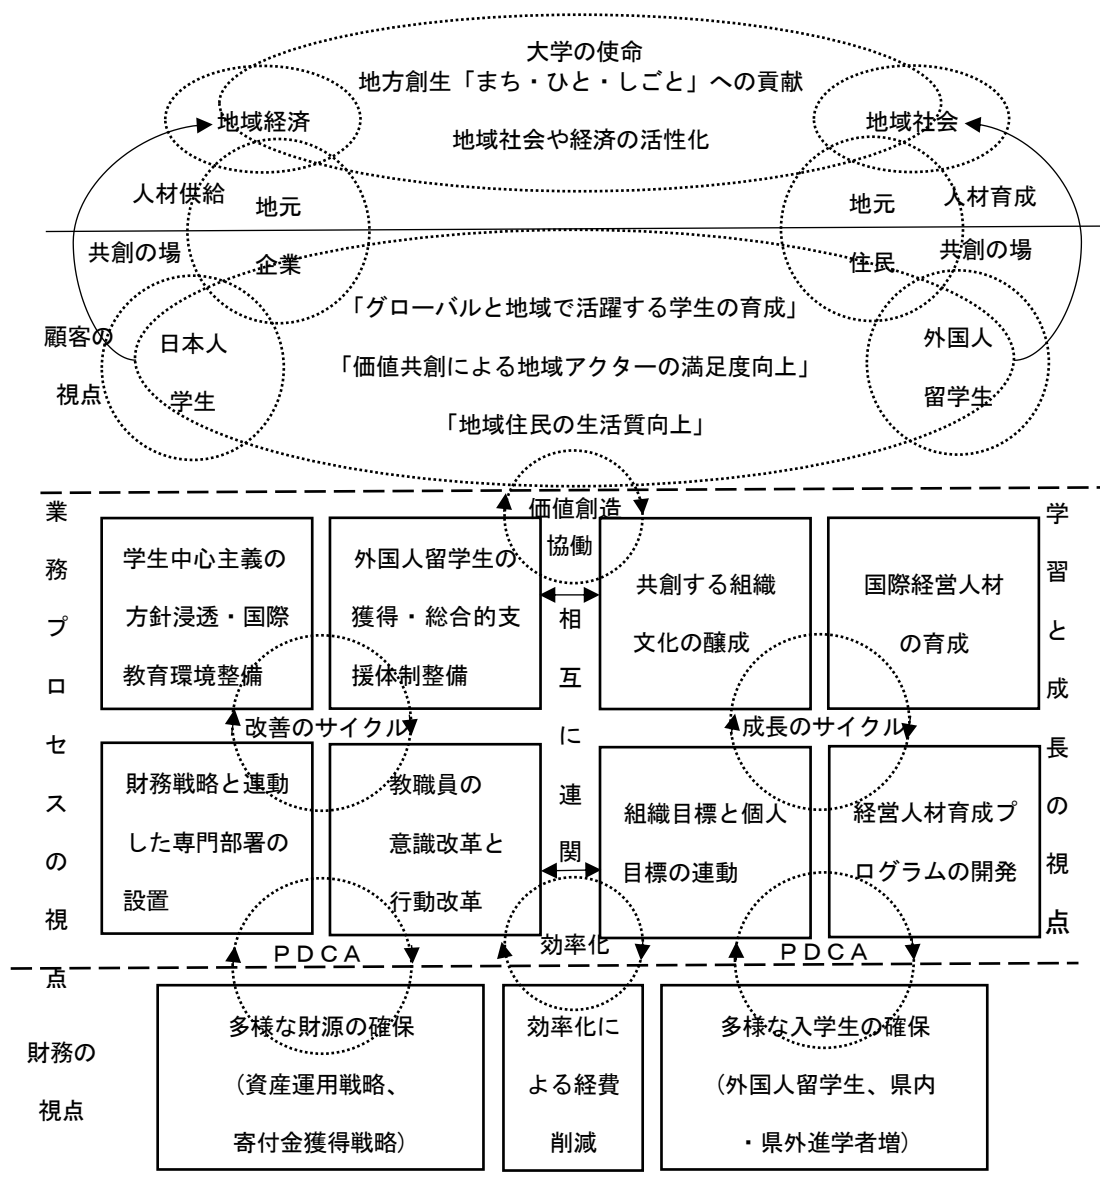 大学の使命
地方創生「まち・ひと・しごと」への貢献
地域経済
地域社会
地域社会や経済の活性化
人材供給
地元
地元
人材育成
共創の場
企業
住民
共創の場
「グローバルと地域で活躍する学生の育成」
顧客の
視点
日本人
学生
外国人
留学生
「価値共創による地域アクターの満足度向上」
「地域住民の生活質向上」
価値創造
協働
業
務
プ
ロ
セ
ス
の
視
点
学生中心主義の
方針浸透・国際
教育環境整備
外国人留学生の
獲得・総合的支
援体制整備
相
互
に
連
関
共創する組織
文化の醸成
国際経営人材
の育成
学
習
と
成
長
の
視
点
改善のサイクル
成長のサイクル
財務戦略と連動
した専門部署の
設置
教職員の
意識改革と
行動改革
組織目標と個人
目標の連動
経営人材育成プ
ログラムの開発
PDCA
効率化
PDCA
財務の
視点
多様な財源の確保
(資産運用戦略、
寄付金獲得戦略)
効率化に
よる経費
削減
多様な入学生の確保
(外国人留学生、県内
・県外進学者増)